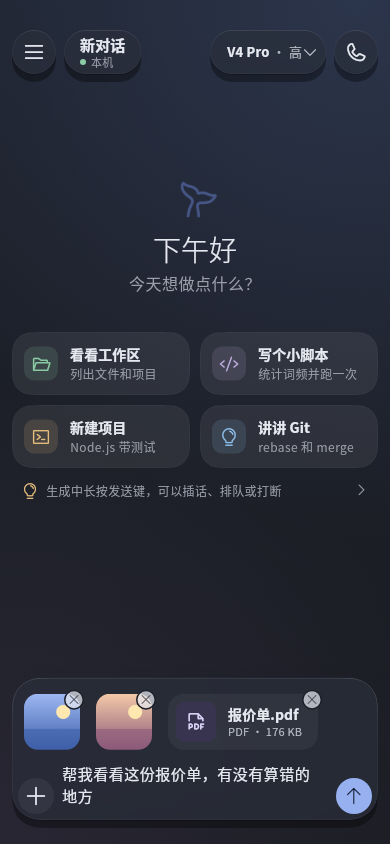 新对话
本机
V4 Pro · 高
下午好
今天想做点什么？
看看工作区
列出文件和项目
写个小脚本
统计词频并跑一次
新建项目
Node.js 带测试
讲讲 Git
rebase 和 merge
生成中长按发送键，可以插话、排队或打断
PDF
报价单.pdf
PDF · 176 KB
帮我看看这份报价单，有没有算错的
地方